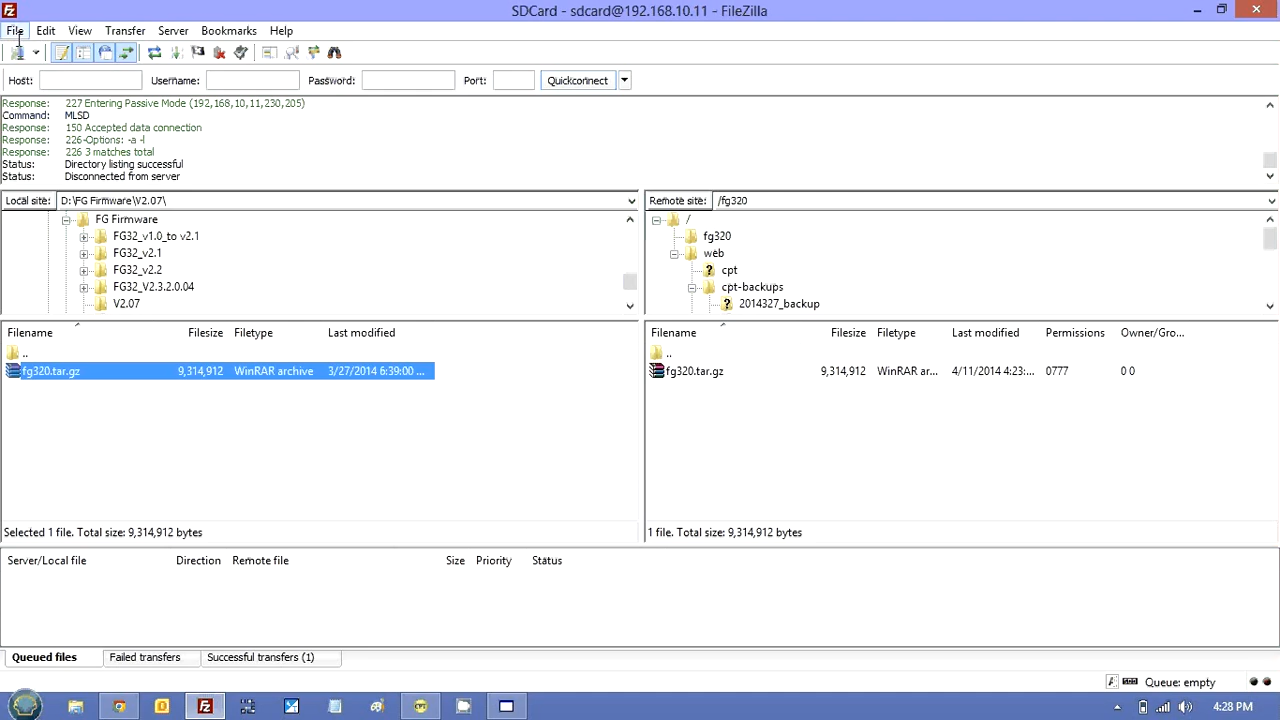 SDCard - sdcard@192.168.10.11 - FileZilla
File Edit View Transfer Server Bookmarks Help
Host: Username: Password: Port: Quickconnect
Response: 227 Entering Passive Mode (192,168,10,11,230,205)
Command: MLSD
Response: 150 Accepted data connection
Response: 226-Options: -a -l
Response: 226 3 matches total
Status: Directory listing successful
Status: Disconnected from server
Local site: D:\FG Firmware\V2.07\
Remote site: /fg320
FG Firmware
FG32_v1.0_to v2.1
FG32_v2.1
FG32_v2.2
FG32_V2.3.2.0.04
V2.07
/
fg320
web
? cpt
cpt-backups
? 2014327_backup
Filename Filesize Filetype Last modified
..
fg320.tar.gz 9,314,912 WinRAR archive 3/27/2014 6:39:00 ...
Selected 1 file. Total size: 9,314,912 bytes
Filename Filesize Filetype Last modified Permissions Owner/Gro...
..
fg320.tar.gz 9,314,912 WinRAR ar... 4/11/2014 4:23:... 0777 0 0
1 file. Total size: 9,314,912 bytes
Server/Local file Direction Remote file Size Priority Status
Queued files Failed transfers Successful transfers (1)
Queue: empty
4:28 PM